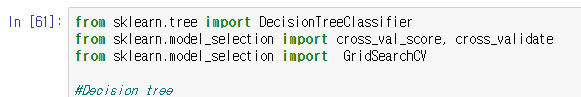 In [61]: from sklearn.tree import DecisionTreeClassifier
from sklearn.model_selection import cross_val_score, cross_validate
from sklearn.model_selection import  GridSearchCV
#Decision tree